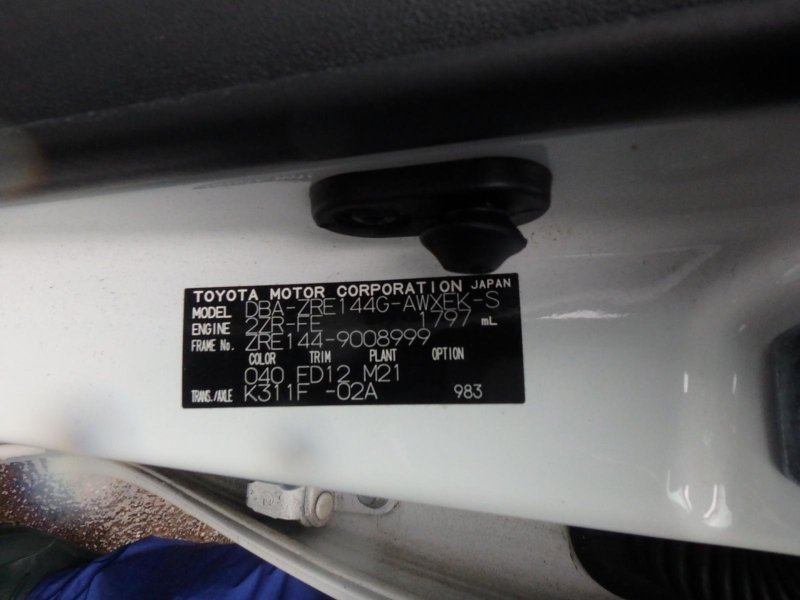 TOYOTA MOTOR CORPORATION JAPAN
MODEL DBA-ZRE144G-AWXEK-S
ENGINE 2ZR-FE 1797 mL
FRAME No. ZRE144-9008999
COLOR TRIM PLANT OPTION
040 FD12 M21
TRANS./AXLE K311F -02A 983